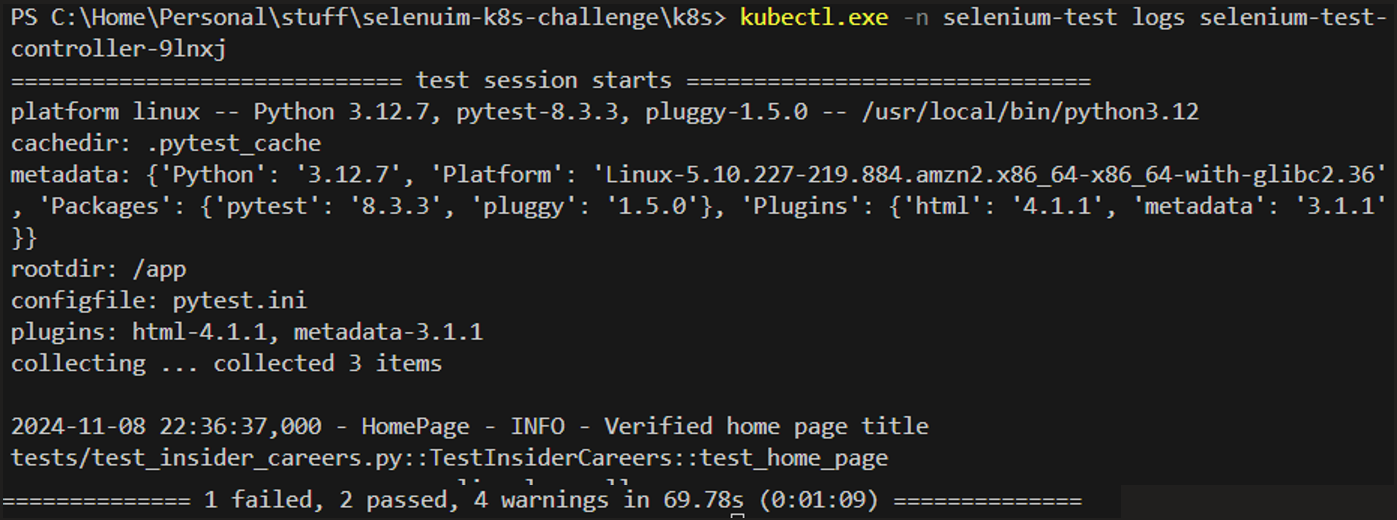 PS C:\Home\Personal\stuff\selenuim-k8s-challenge\k8s> kubectl.exe -n selenium-test logs selenium-test-
controller-9lnxj
============================= test session starts ==============================
platform linux -- Python 3.12.7, pytest-8.3.3, pluggy-1.5.0 -- /usr/local/bin/python3.12
cachedir: .pytest_cache
metadata: {'Python': '3.12.7', 'Platform': 'Linux-5.10.227-219.884.amzn2.x86_64-x86_64-with-glibc2.36'
, 'Packages': {'pytest': '8.3.3', 'pluggy': '1.5.0'}, 'Plugins': {'html': '4.1.1', 'metadata': '3.1.1'
}}
rootdir: /app
configfile: pytest.ini
plugins: html-4.1.1, metadata-3.1.1
collecting ... collected 3 items
2024-11-08 22:36:37,000 - HomePage - INFO - Verified home page title
tests/test_insider_careers.py::TestInsiderCareers::test_home_page
============== 1 failed, 2 passed, 4 warnings in 69.78s (0:01:09) ==============